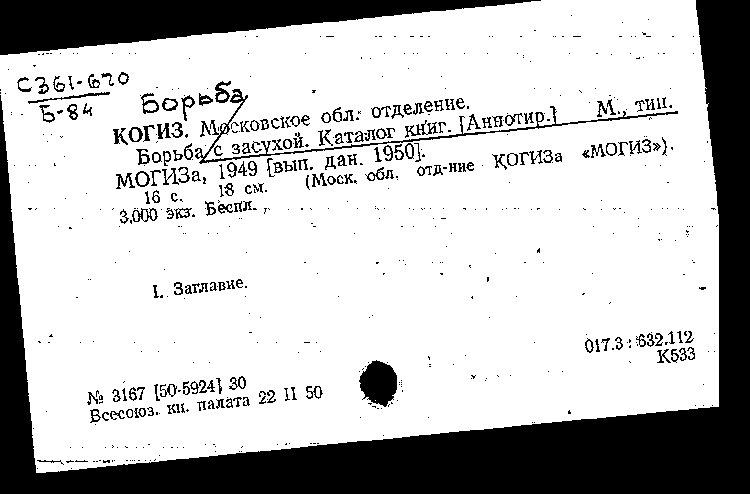 С361-670
Б-84
Борьба
КОГИЗ. Московское обл. отделение.
Борьба с засухой. Каталог книг. [Аннотир.] М., тип.
МОГИЗа, 1949 [вып. дан. 1950].
16 с. 18 см. (Моск. обл. отд-ние КОГИЗа «МОГИЗ»).
3.000 экз. Беспл.
I. Заглавие.
017.3 : 632.112
К533
№ 3167 [50-5924] 30
Всесоюз. кн. палата 22 II 50